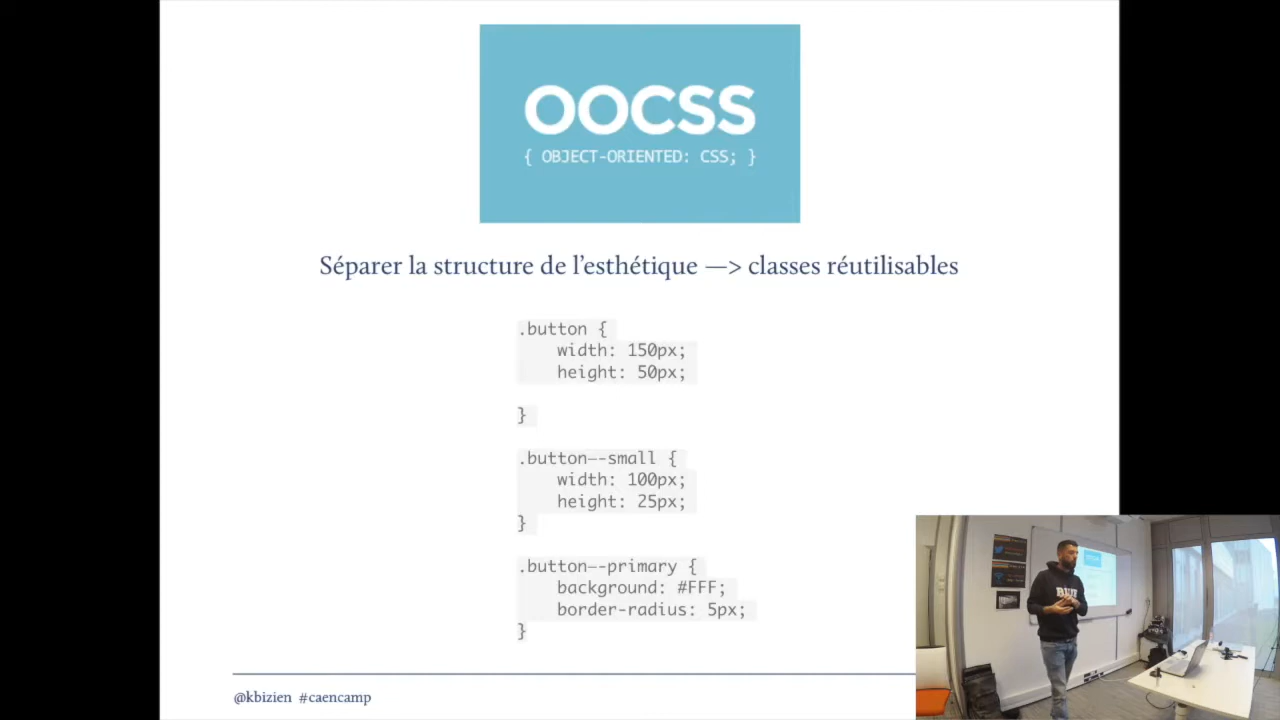 OOCSS
{ OBJECT-ORIENTED: CSS; }
Séparer la structure de l’esthétique —> classes réutilisables
.button {
width: 150px;
height: 50px;
}
.button–-small {
width: 100px;
height: 25px;
}
.button–-primary {
background: #FFF;
border-radius: 5px;
}
@kbizien #caencamp